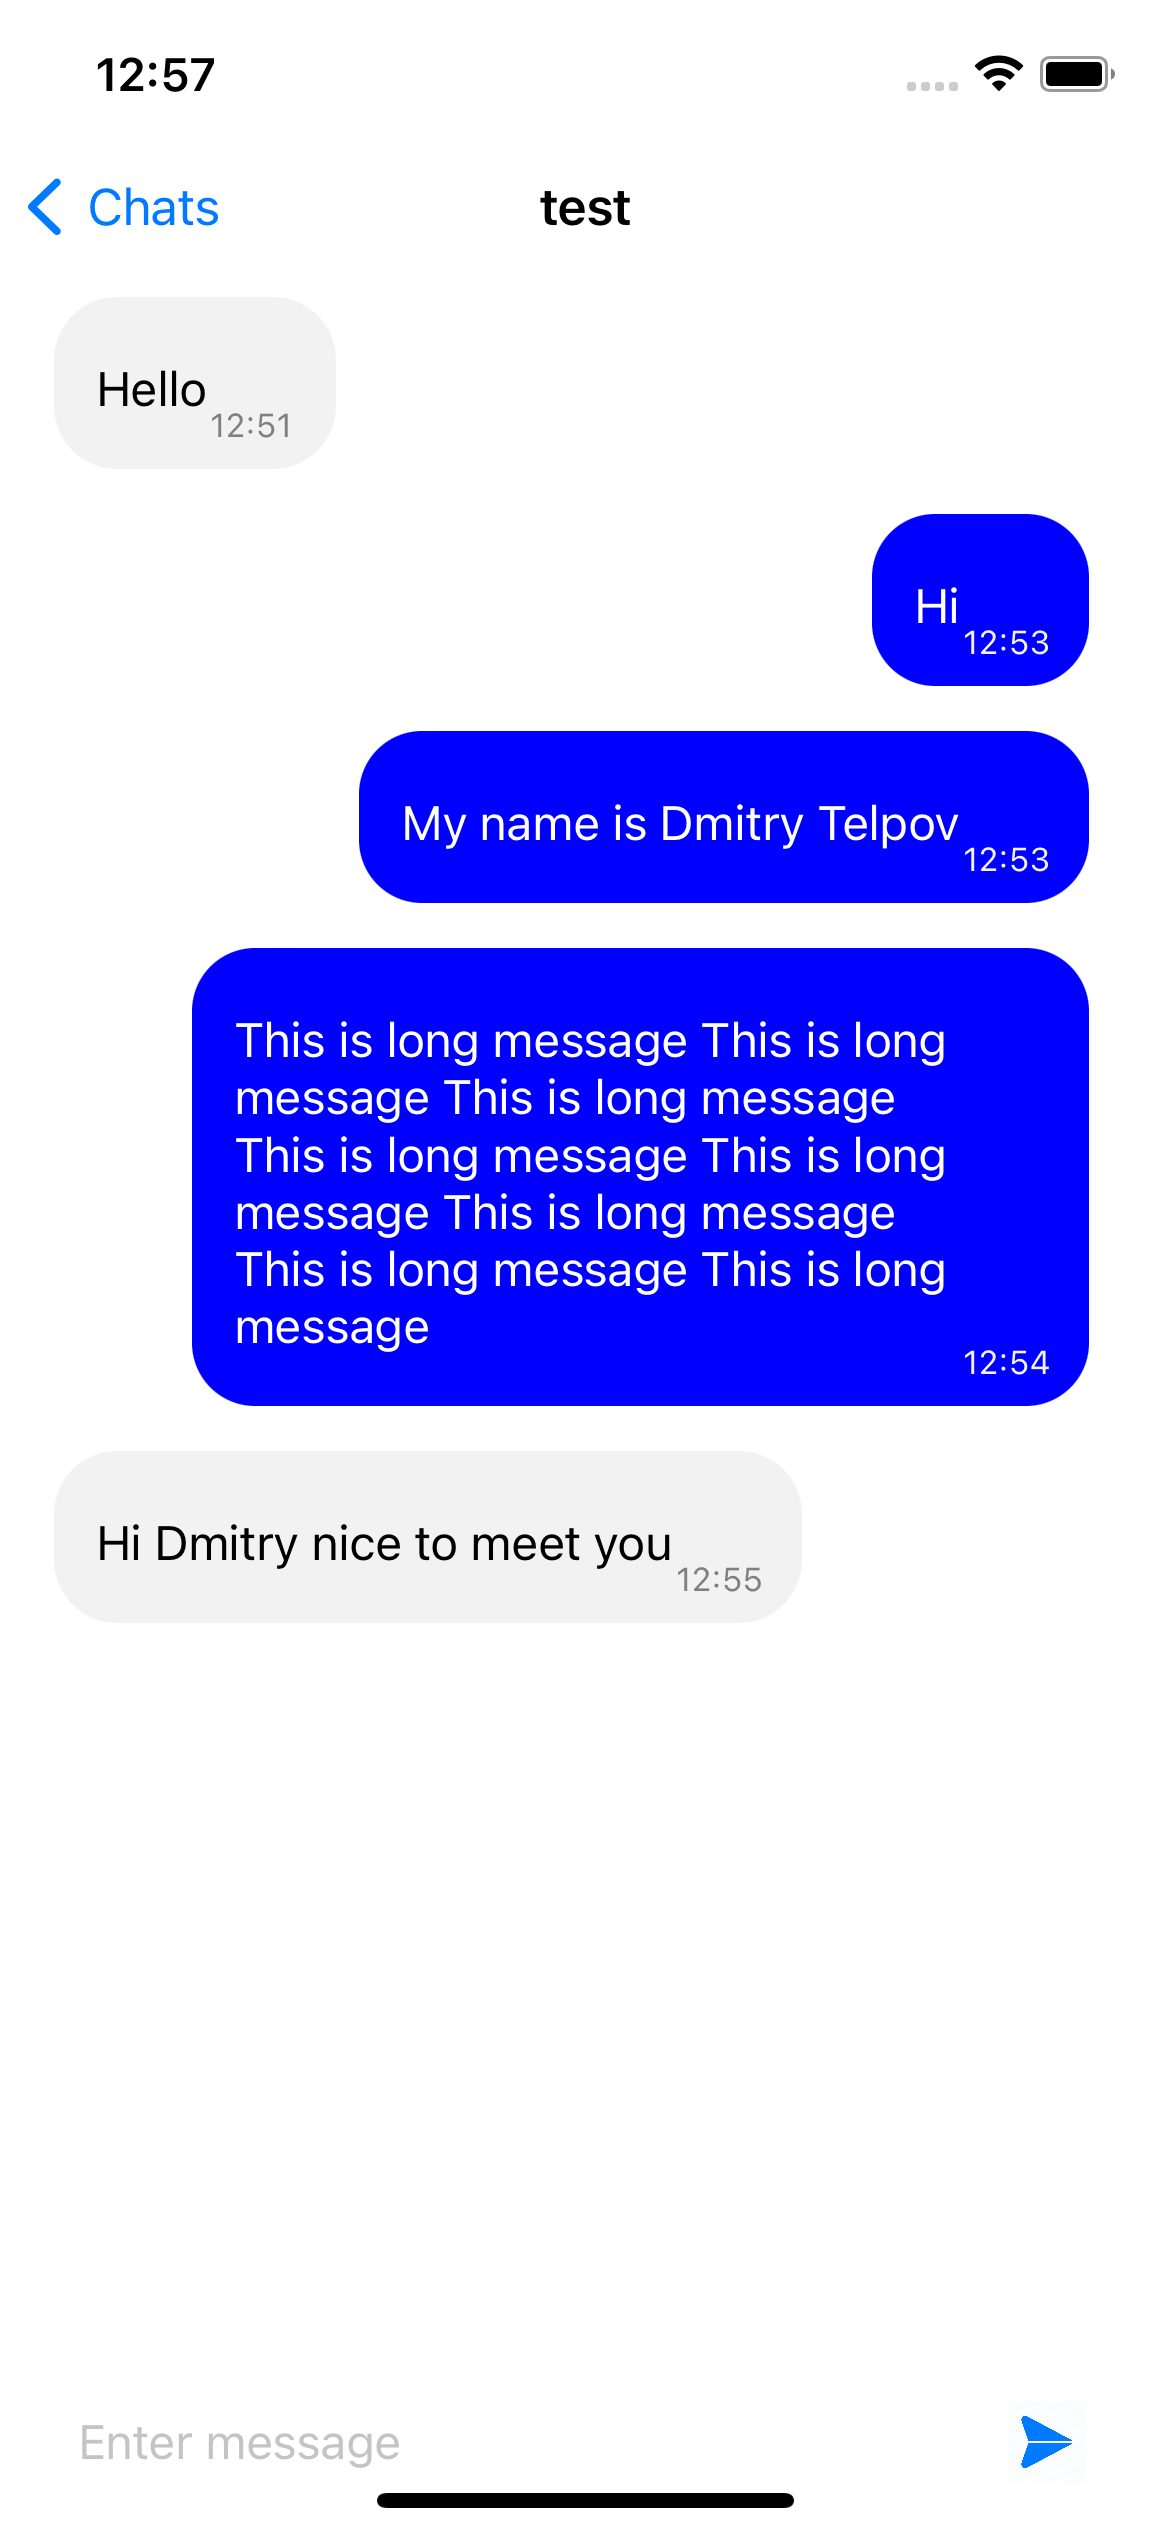 12:57
Chats
test
Hello
12:51
Hi
12:53
My name is Dmitry Telpov
12:53
This is long message This is long
message This is long message
This is long message This is long
message This is long message
This is long message This is long
message
12:54
Hi Dmitry nice to meet you
12:55
Enter message